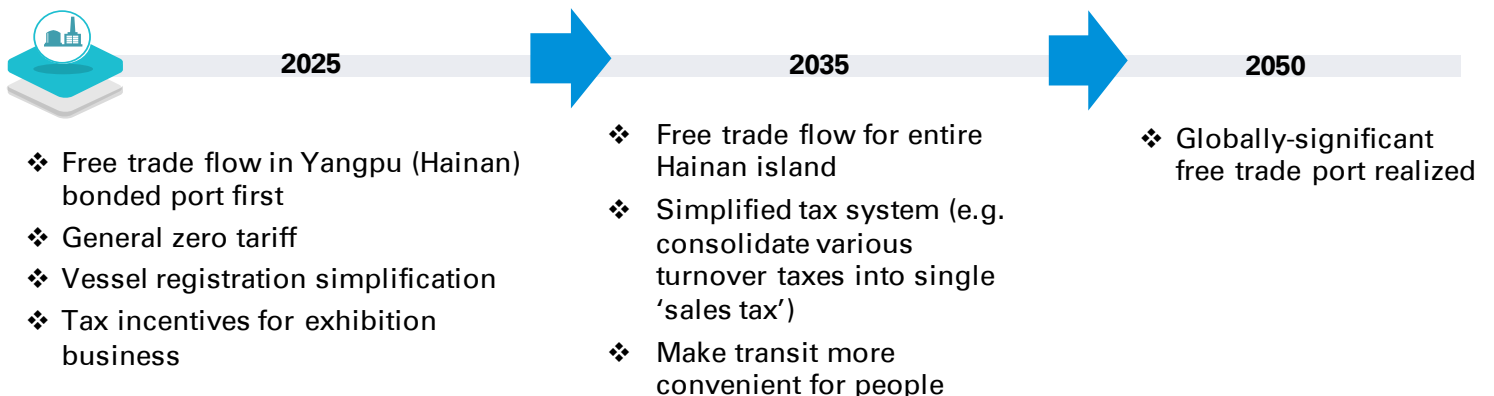 2025
❖ Free trade flow in Yangpu (Hainan)
bonded port first
❖ General zero tariff
❖ Vessel registration simplification
❖ Tax incentives for exhibition
business
2035
❖ Free trade flow for entire
Hainan island
❖ Simplified tax system (e.g.
consolidate various
turnover taxes into single
‘sales tax’)
❖ Make transit more
convenient for people
2050
❖ Globally-significant
free trade port realized